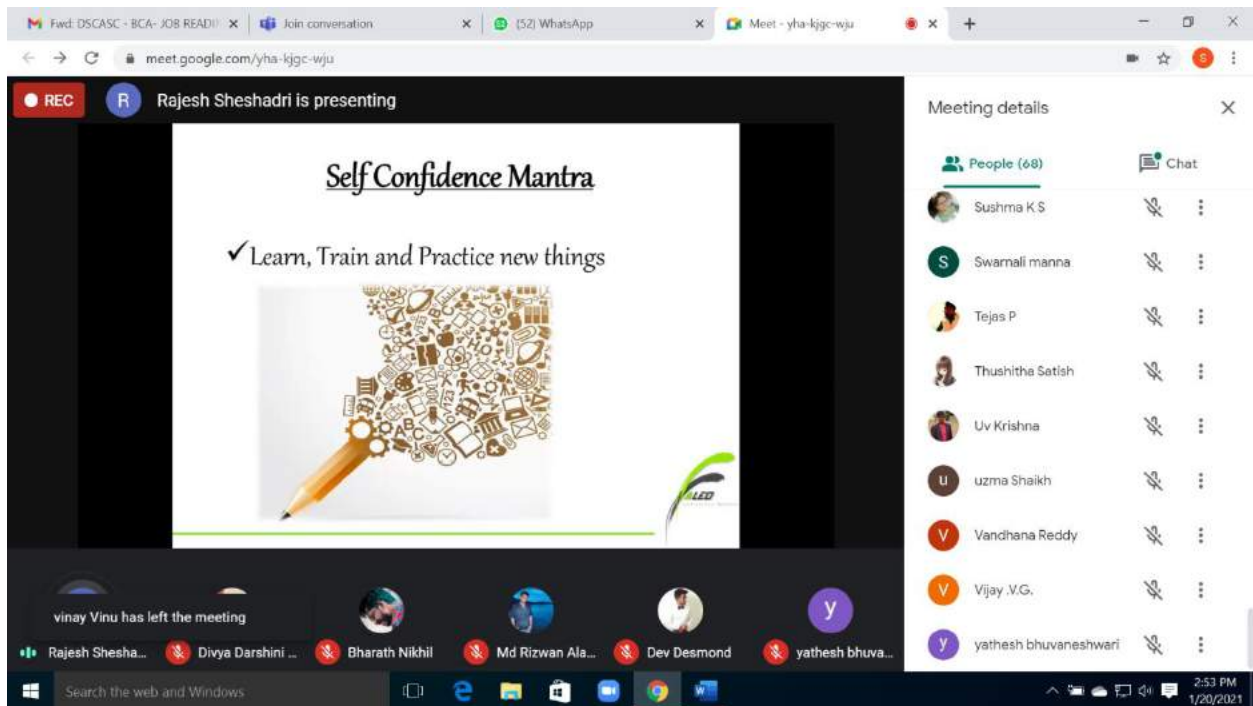 Fwd: DSCASC - BCA- JOB READI
Join conversation
(52) WhatsApp
Meet - yha-kjgc-wju
meet.google.com/yha-kjgc-wju
S
REC
R
Rajesh Sheshadri is presenting
Self Confidence Mantra
✓Learn, Train and Practice new things
ABC
123
H₂O
ALEO
vinay Vinu has left the meeting
y
Rajesh Shesha...
Divya Darshini ...
Bharath Nikhil
Md Rizwan Ala...
Dev Desmond
yathesh bhuva...
Meeting details
People (68)
Chat
Sushma K S
S
Swarnali manna
Tejas P
Thushitha Satish
Uv Krishna
u
uzma Shaikh
V
Vandhana Reddy
V
Vijay .V.G.
y
yathesh bhuvaneshwari
Search the web and Windows
2:53 PM
1/20/2021